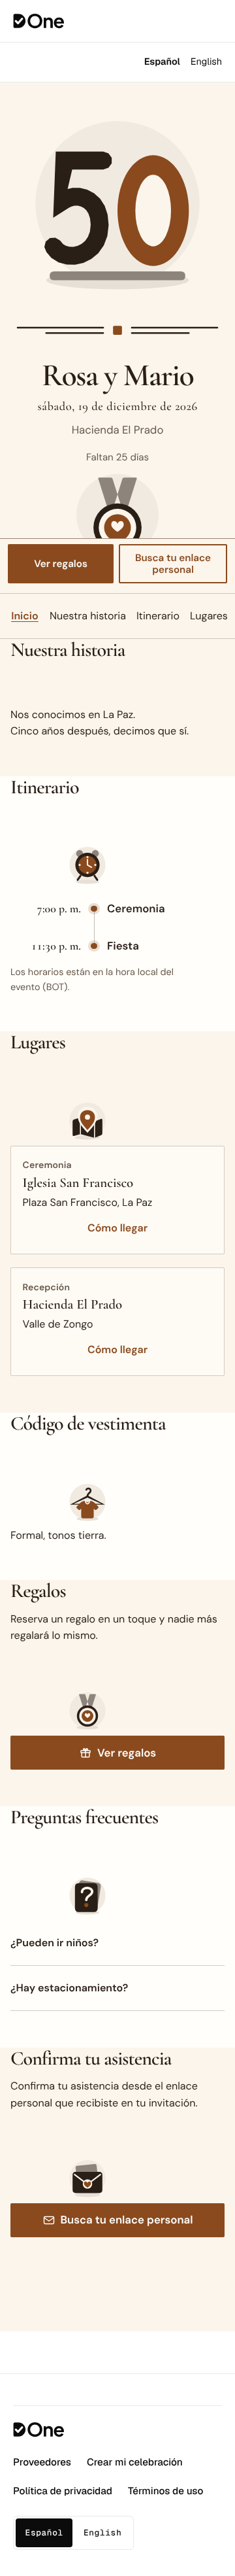 One
Español English
50
Rosa y Mario
sábado, 19 de diciembre de 2026
Hacienda El Prado
Faltan 25 días
Ver regalos
Busca tu enlace
personal
Inicio Nuestra historia Itinerario Lugares
Nuestra historia
Nos conocimos en La Paz.
Cinco años después, decimos que sí.
Itinerario
7:00 p. m. Ceremonia
11:30 p. m. Fiesta
Los horarios están en la hora local del
evento (BOT).
Lugares
Ceremonia
Iglesia San Francisco
Plaza San Francisco, La Paz
Cómo llegar
Recepción
Hacienda El Prado
Valle de Zongo
Cómo llegar
Código de vestimenta
Formal, tonos tierra.
Regalos
Reserva un regalo en un toque y nadie más
regalará lo mismo.
Ver regalos
Preguntas frecuentes
?
¿Pueden ir niños?
¿Hay estacionamiento?
Confirma tu asistencia
Confirma tu asistencia desde el enlace
personal que recibiste en tu invitación.
Busca tu enlace personal
One
Proveedores Crear mi celebración
Política de privacidad Términos de uso
Español English